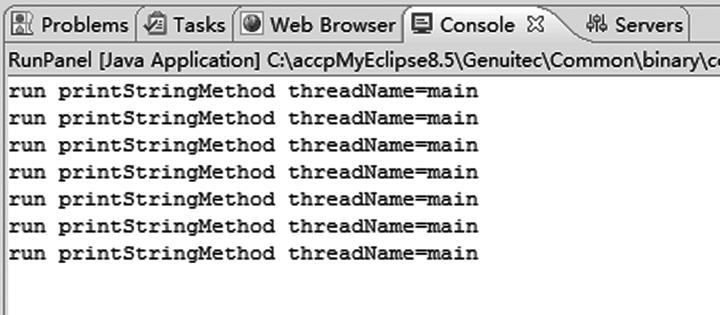 Problems Tasks Web Browser Console Servers
RunPanel [Java Application] C:\accpMyEclipse8.5\Genuitec\Common\binary\c
run printStringMethod threadName=main
run printStringMethod threadName=main
run printStringMethod threadName=main
run printStringMethod threadName=main
run printStringMethod threadName=main
run printStringMethod threadName=main
run printStringMethod threadName=main